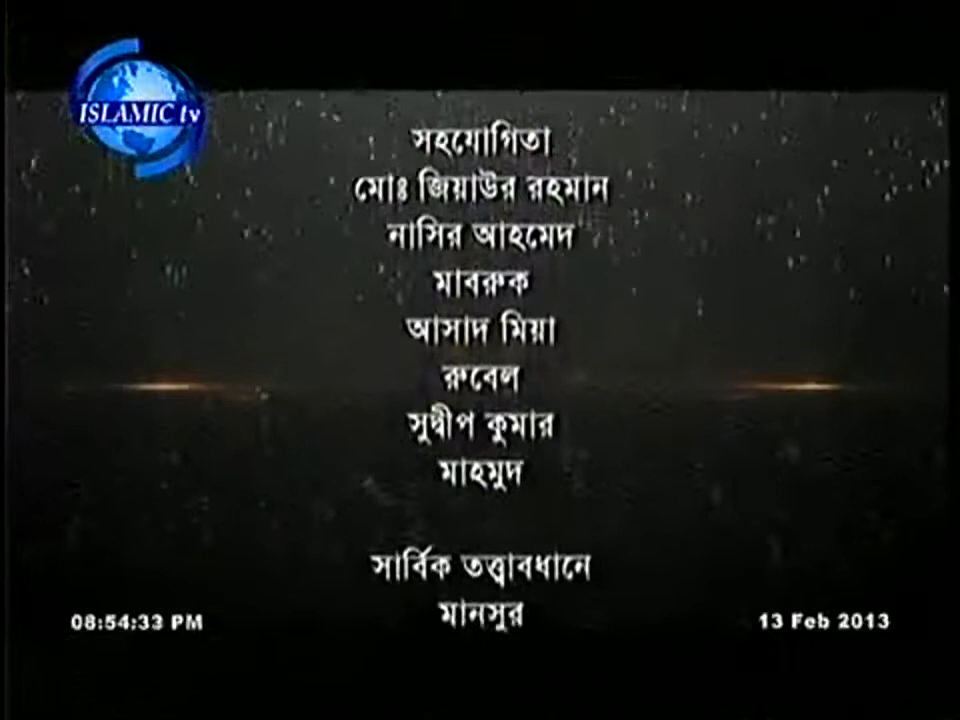 ISLAMIC tv
সহযোগিতা
মোঃ জিয়াউর রহমান
নাসির আহমেদ
মাবরুক
আসাদ মিয়া
রুবেল
সুদ্বীপ কুমার
মাহমুদ
সার্বিক তত্ত্বাবধানে
মানসুর
08:54:33 PM
13 Feb 2013